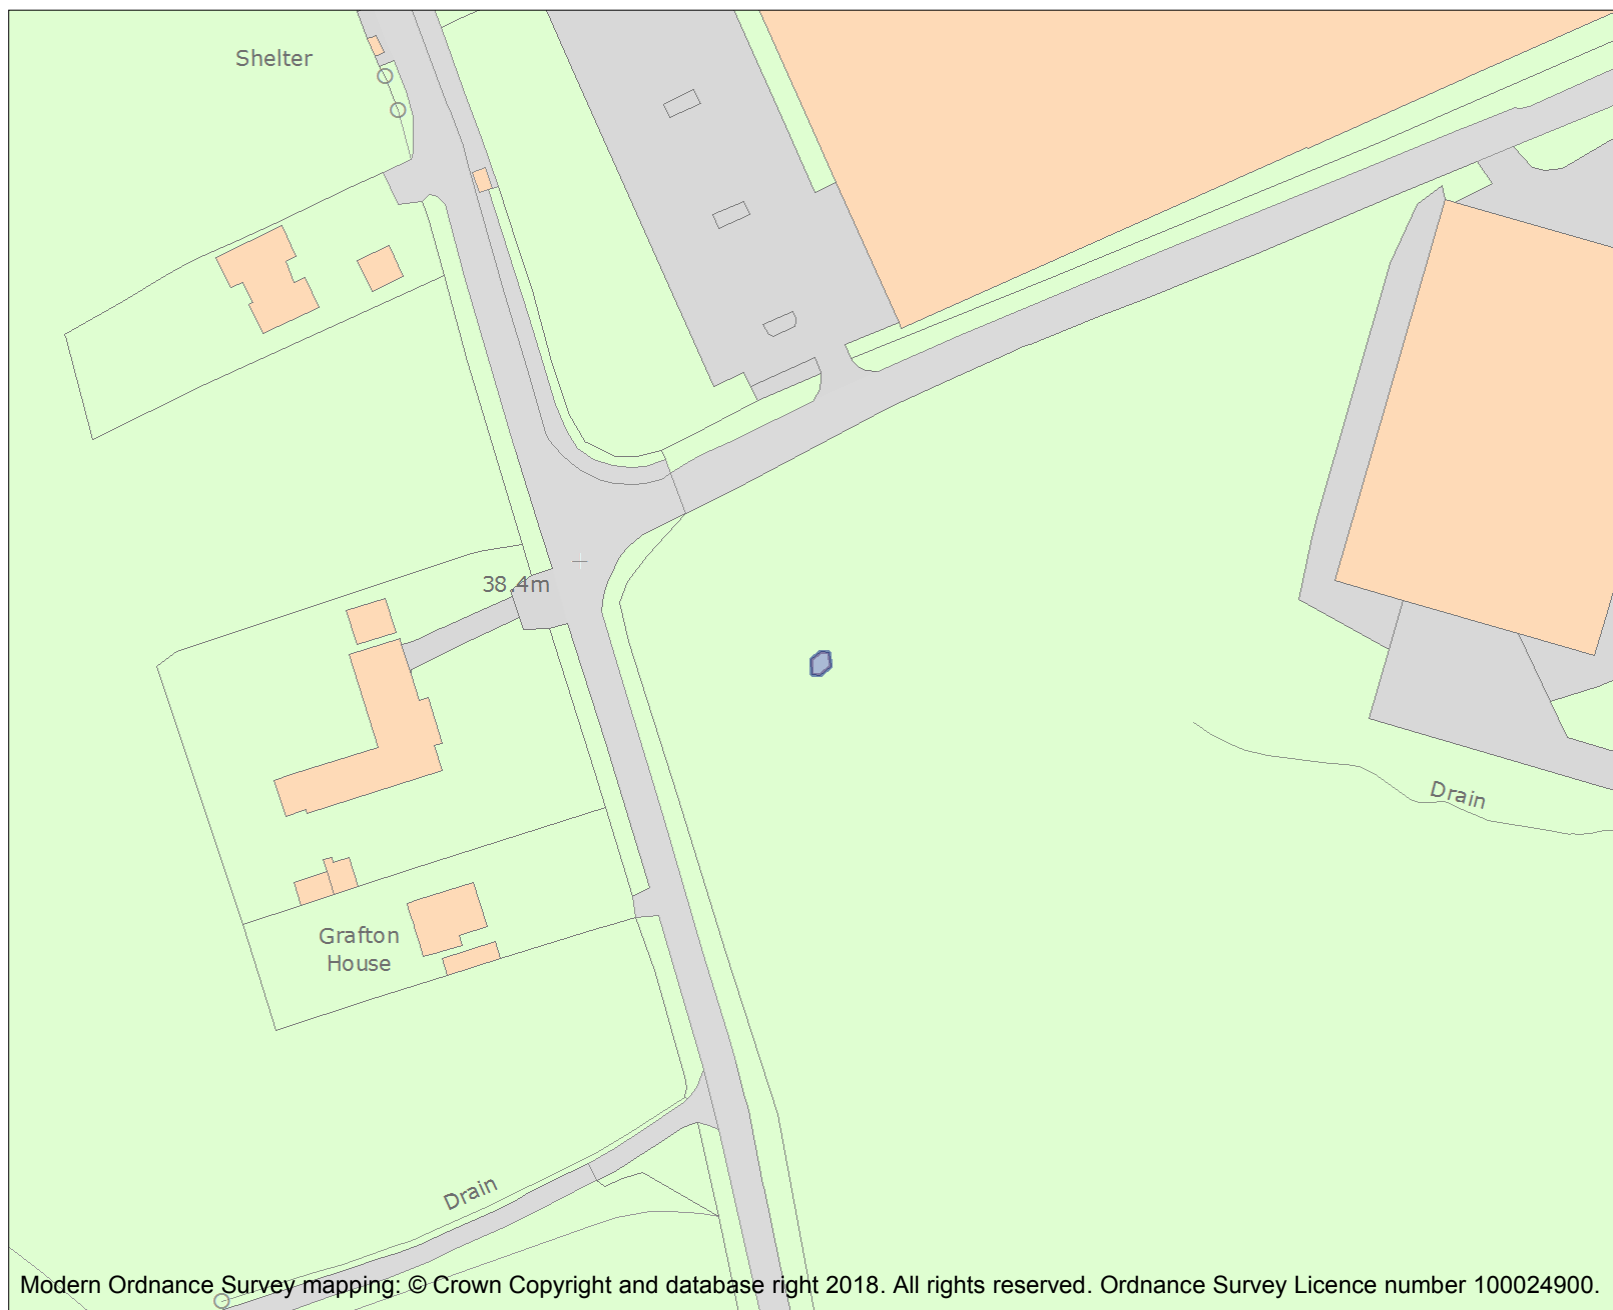 Shelter
38.4m
Drain
Grafton
House
Drain
Modern Ordnance Survey mapping: © Crown Copyright and database right 2018. All rights reserved. Ordnance Survey Licence number 100024900.